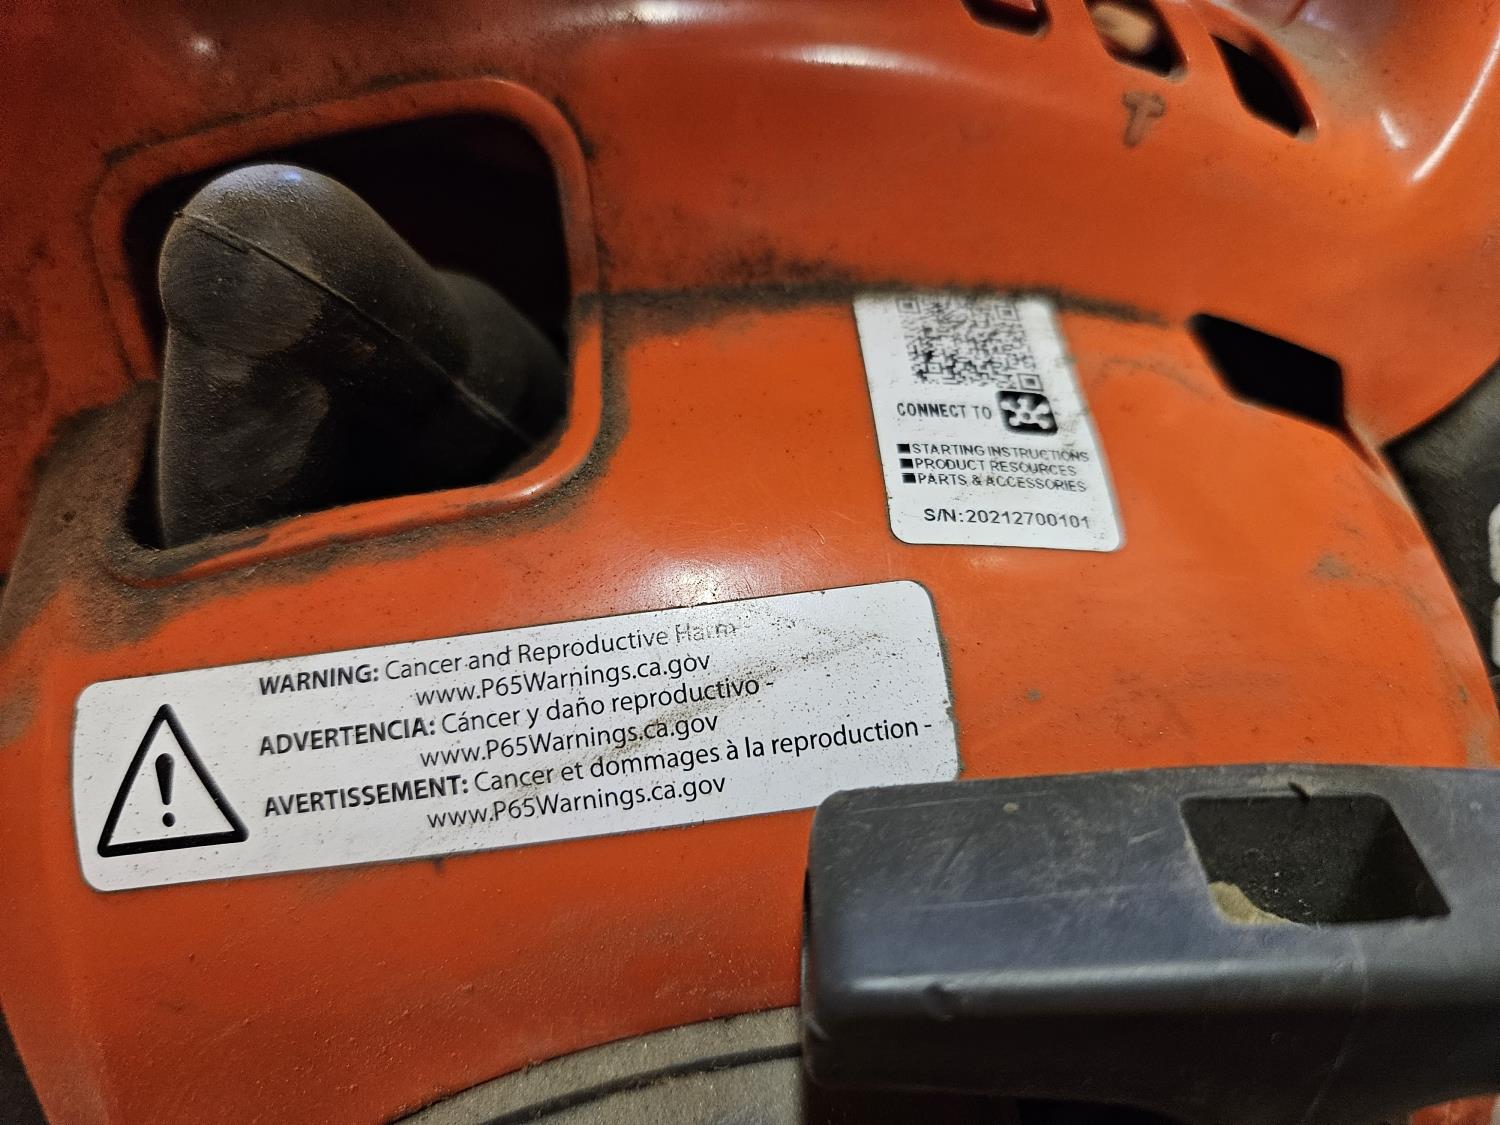 CONNECT TO
STARTING INSTRUCTIONS
PRODUCT RESOURCES
PARTS & ACCESSORIES
S/N:20212700101
WARNING: Cancer and Reproductive Harm -
www.P65Warnings.ca.gov
ADVERTENCIA: Cáncer y daño reproductivo -
www.P65Warnings.ca.gov
AVERTISSEMENT: Cancer et dommages à la reproduction -
www.P65Warnings.ca.gov